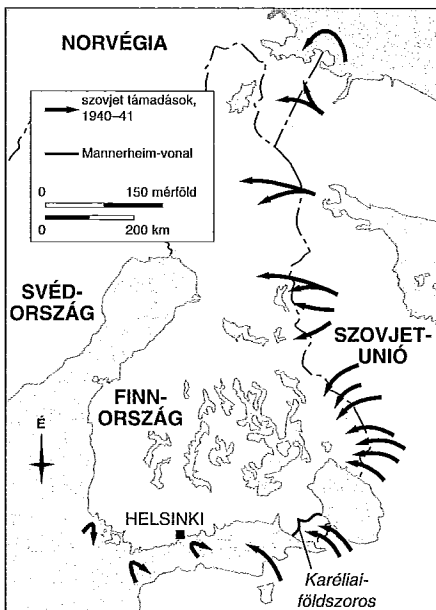 NORVÉGIA
szovjet támadások,
1940–41
Mannerheim-vonal
0 150 mérföld
0 200 km
SVÉD-
ORSZÁG
SZOVJET-
UNIÓ
FINN-
ORSZÁG
É
HELSINKI
Karéliai-
földszoros